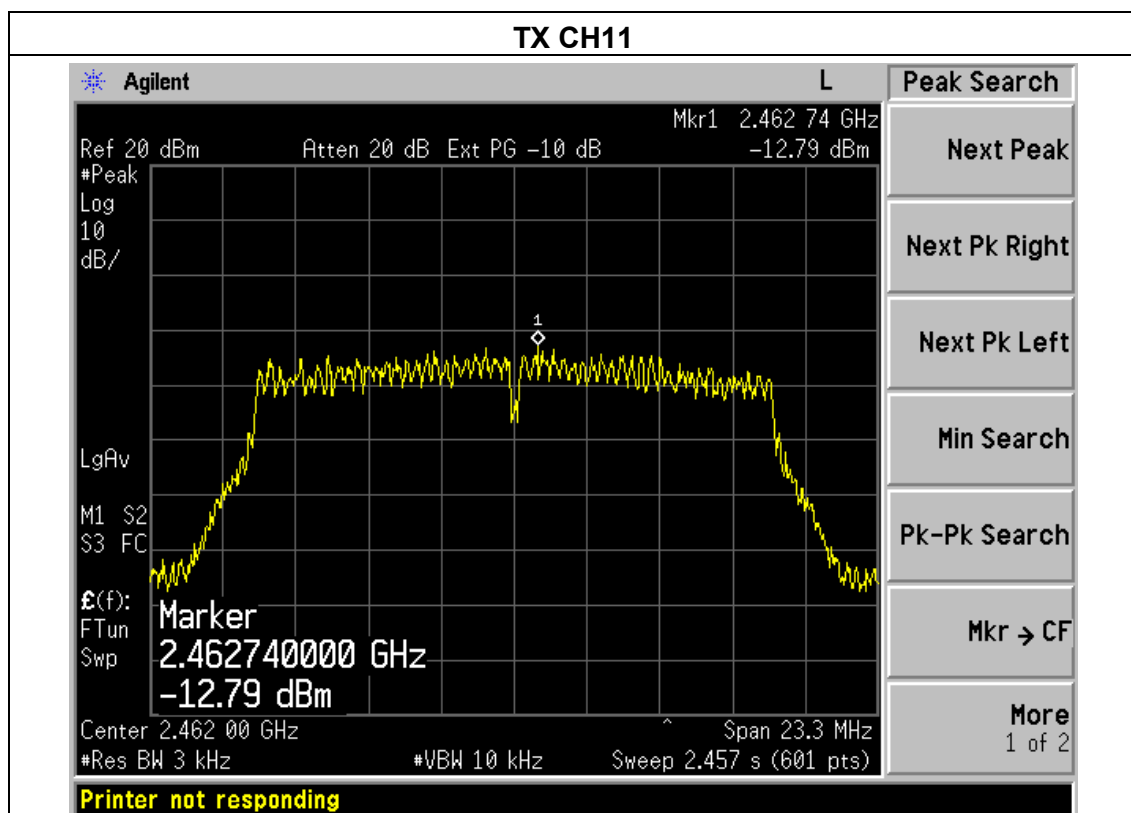 TX CH11
Agilent L Peak Search
Mkr1 2.462 74 GHz
Ref 20 dBm Atten 20 dB Ext PG -10 dB -12.79 dBm
#Peak
Log
10
dB/
1
LgAv
M1 S2
S3 FC
£(f):
FTun
Swp
Marker
2.462740000 GHz
-12.79 dBm
Center 2.462 00 GHz ^ Span 23.3 MHz
#Res BW 3 kHz #VBW 10 kHz Sweep 2.457 s (601 pts)
Next Peak
Next Pk Right
Next Pk Left
Min Search
Pk-Pk Search
Mkr → CF
More
1 of 2
Printer not responding